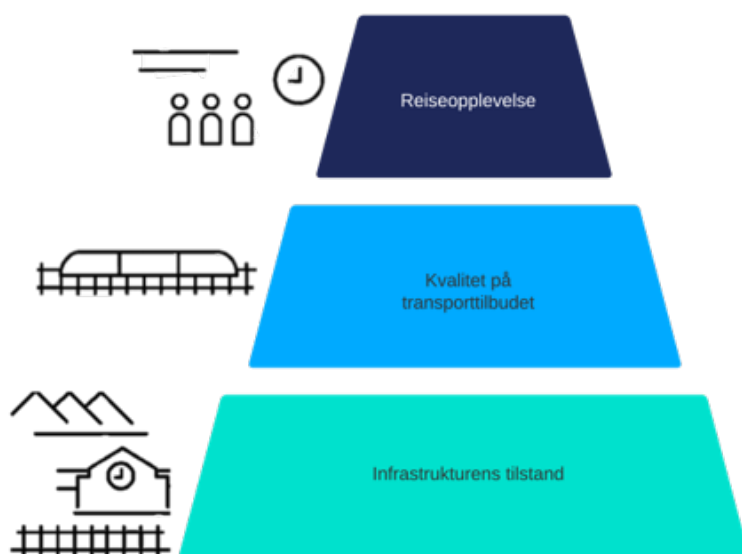 Reiseopplevelse
Kvalitet på
transporttilbudet
Infrastrukturens tilstand